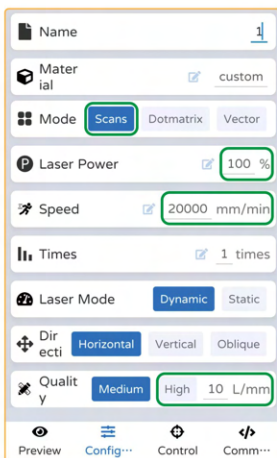 Name 1
Mater
ial custom
Mode Scans Dotmatrix Vector
P Laser Power 100 %
Speed 20000 mm/min
Times 1 times
Laser Mode Dynamic Static
Dir
ecti Horizontal Vertical Oblique
Qualit
y Medium High 10 L/mm
Preview Config… Control Comm…